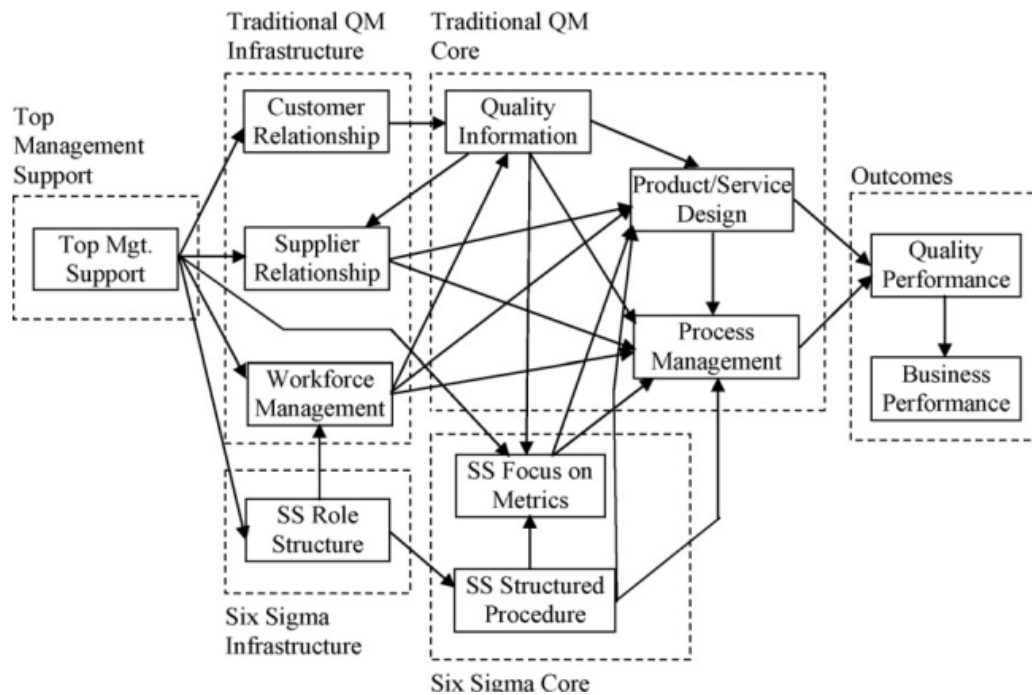 Traditional QM
Infrastructure
Traditional QM
Core
Top
Management
Support
Customer
Relationship
Quality
Information
Product/Service
Design
Outcomes
Top Mgt.
Support
Supplier
Relationship
Quality
Performance
Process
Management
Workforce
Management
Business
Performance
SS Focus on
Metrics
SS Role
Structure
SS Structured
Procedure
Six Sigma
Infrastructure
Six Sigma Core